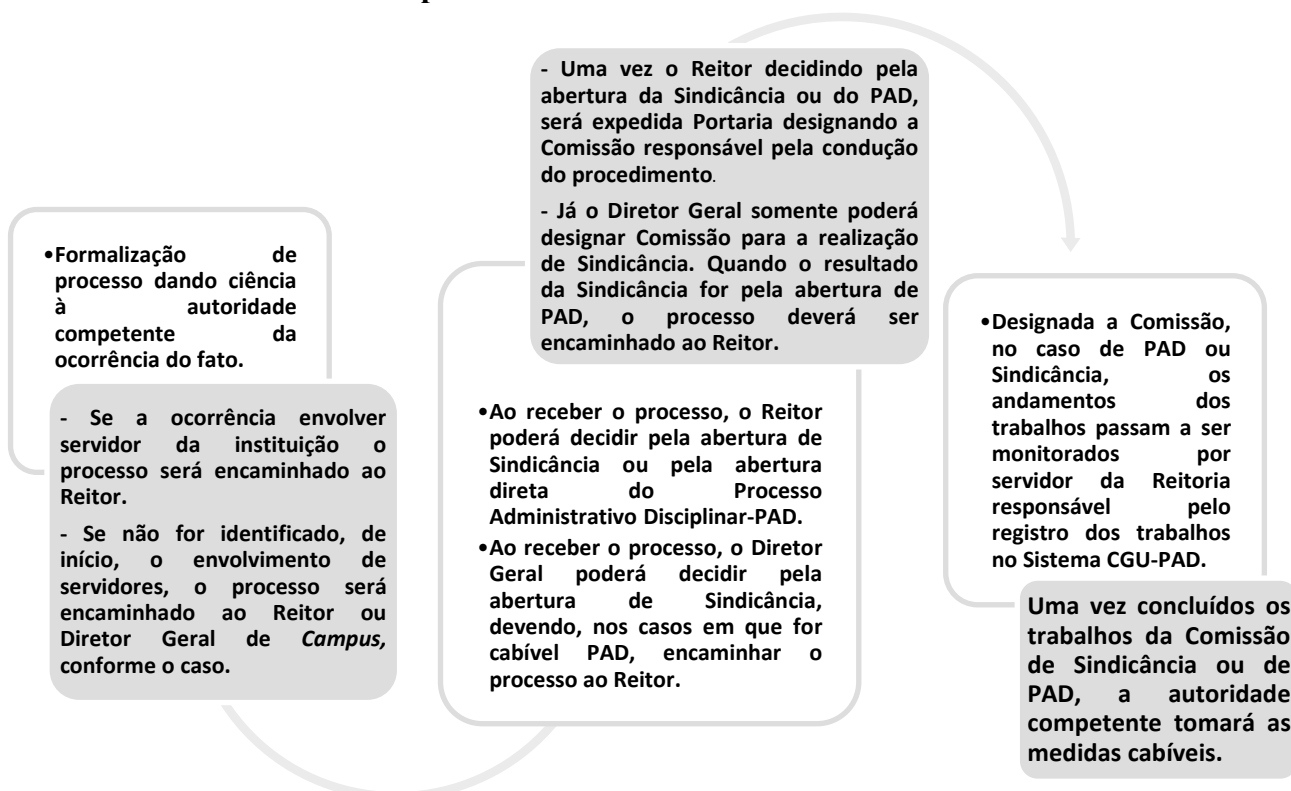 •Formalização de
processo dando ciência
à autoridade
competente da
ocorrência do fato.
- Se a ocorrência envolver
servidor da instituição o
processo será encaminhado ao
Reitor.
- Se não for identificado, de
início, o envolvimento de
servidores, o processo será
encaminhado ao Reitor ou
Diretor Geral de Campus,
conforme o caso.
- Uma vez o Reitor decidindo pela
abertura da Sindicância ou do PAD,
será expedida Portaria designando a
Comissão responsável pela condução
do procedimento.
- Já o Diretor Geral somente poderá
designar Comissão para a realização
de Sindicância. Quando o resultado
da Sindicância for pela abertura de
PAD, o processo deverá ser
encaminhado ao Reitor.
•Ao receber o processo, o Reitor
poderá decidir pela abertura de
Sindicância ou pela abertura
direta do Processo
Administrativo Disciplinar-PAD.
•Ao receber o processo, o Diretor
Geral poderá decidir pela
abertura de Sindicância,
devendo, nos casos em que for
cabível PAD, encaminhar o
processo ao Reitor.
•Designada a Comissão,
no caso de PAD ou
Sindicância, os
andamentos dos
trabalhos passam a ser
monitorados por
servidor da Reitoria
responsável pelo
registro dos trabalhos
no Sistema CGU-PAD.
Uma vez concluídos os
trabalhos da Comissão
de Sindicância ou de
PAD, a autoridade
competente tomará as
medidas cabíveis.